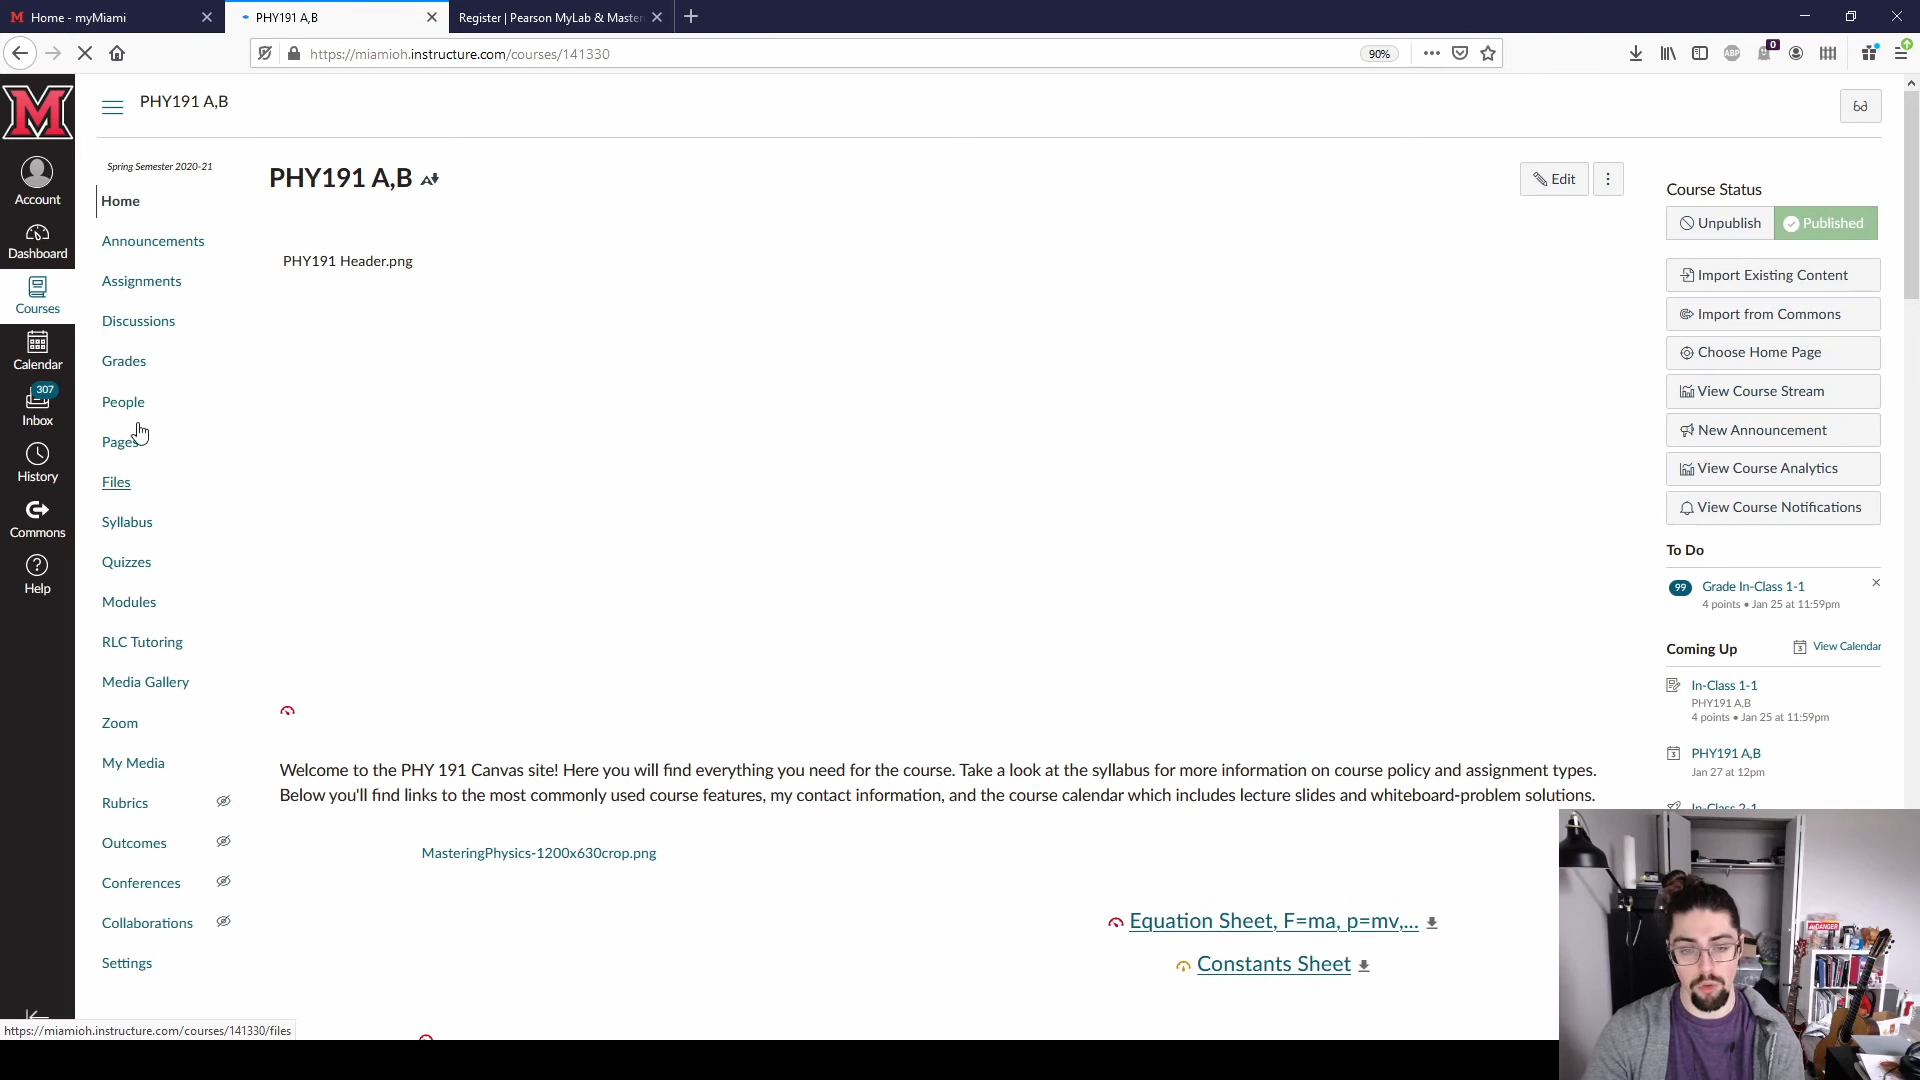 Home - myMiami
PHY191 A,B
Register | Pearson MyLab & Master
https://miamioh.instructure.com/courses/141330
90%
ABP
0
M
PHY191 A,B
Account
Dashboard
Courses
Calendar
307
Inbox
History
Commons
Help
Spring Semester 2020-21
Home
Announcements
Assignments
Discussions
Grades
People
Pages
Files
Syllabus
Quizzes
Modules
RLC Tutoring
Media Gallery
Zoom
My Media
Rubrics
Outcomes
Conferences
Collaborations
Settings
https://miamioh.instructure.com/courses/141330/files
PHY191 A,B
Edit
PHY191 Header.png
Welcome to the PHY 191 Canvas site! Here you will find everything you need for the course. Take a look at the syllabus for more information on course policy and assignment types.
Below you'll find links to the most commonly used course features, my contact information, and the course calendar which includes lecture slides and whiteboard-problem solutions.
MasteringPhysics-1200x630crop.png
Equation Sheet, F=ma, p=mv,...
Constants Sheet
Course Status
Unpublish
Published
Import Existing Content
Import from Commons
Choose Home Page
View Course Stream
New Announcement
View Course Analytics
View Course Notifications
To Do
99
Grade In-Class 1-1
4 points • Jan 25 at 11:59pm
Coming Up
View Calendar
In-Class 1-1
PHY191 A,B
4 points • Jan 25 at 11:59pm
PHY191 A,B
Jan 27 at 12pm
In-Class 2-1
DANGER